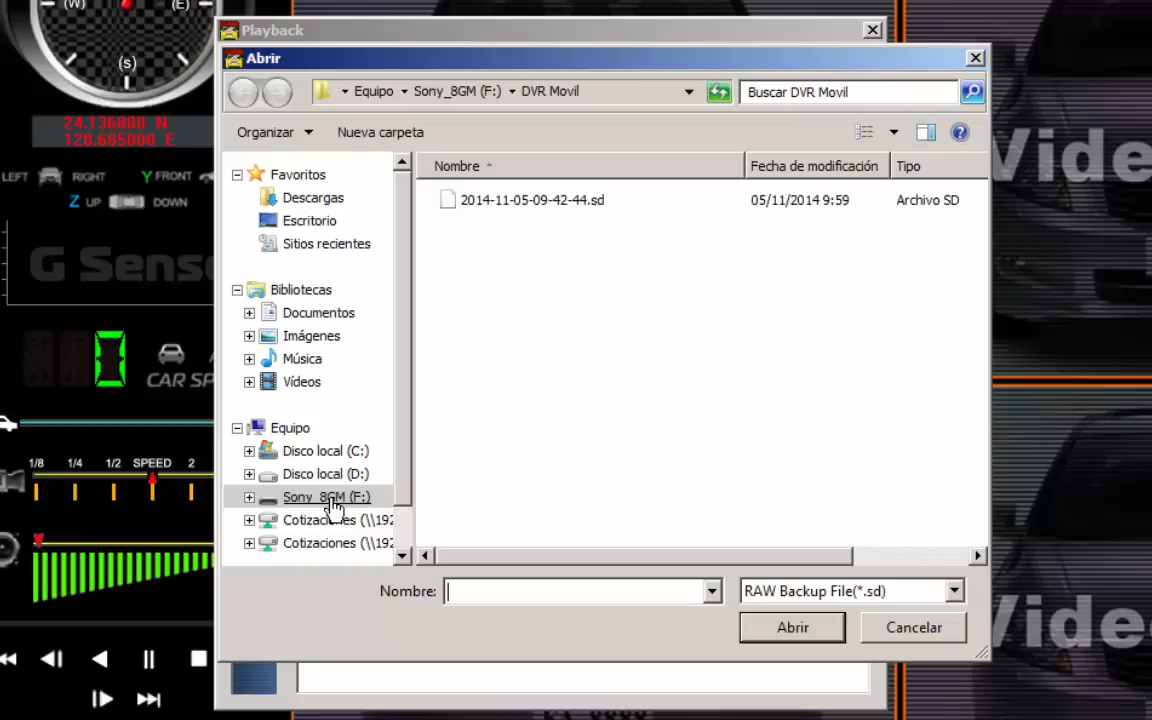 (W) (E)
(S)
24.136800 N
120.685000 E
LEFT RIGHT Y FRONT
Z UP DOWN
G Sens
CAR SP
1/8 1/4 1/2 SPEED 2
Playback
Abrir
Equipo Sony_8GM (F:) DVR Movil
Buscar DVR Movil
Organizar Nueva carpeta
Favoritos
Descargas
Escritorio
Sitios recientes
Bibliotecas
Documentos
Imágenes
Música
Vídeos
Equipo
Disco local (C:)
Disco local (D:)
Sony_8GM (F:)
Cotizaciones (\\192
Cotizaciones (\\192
Nombre Fecha de modificación Tipo
2014-11-05-09-42-44.sd 05/11/2014 9:59 Archivo SD
Nombre: RAW Backup File(*.sd)
Abrir Cancelar
Video
Video